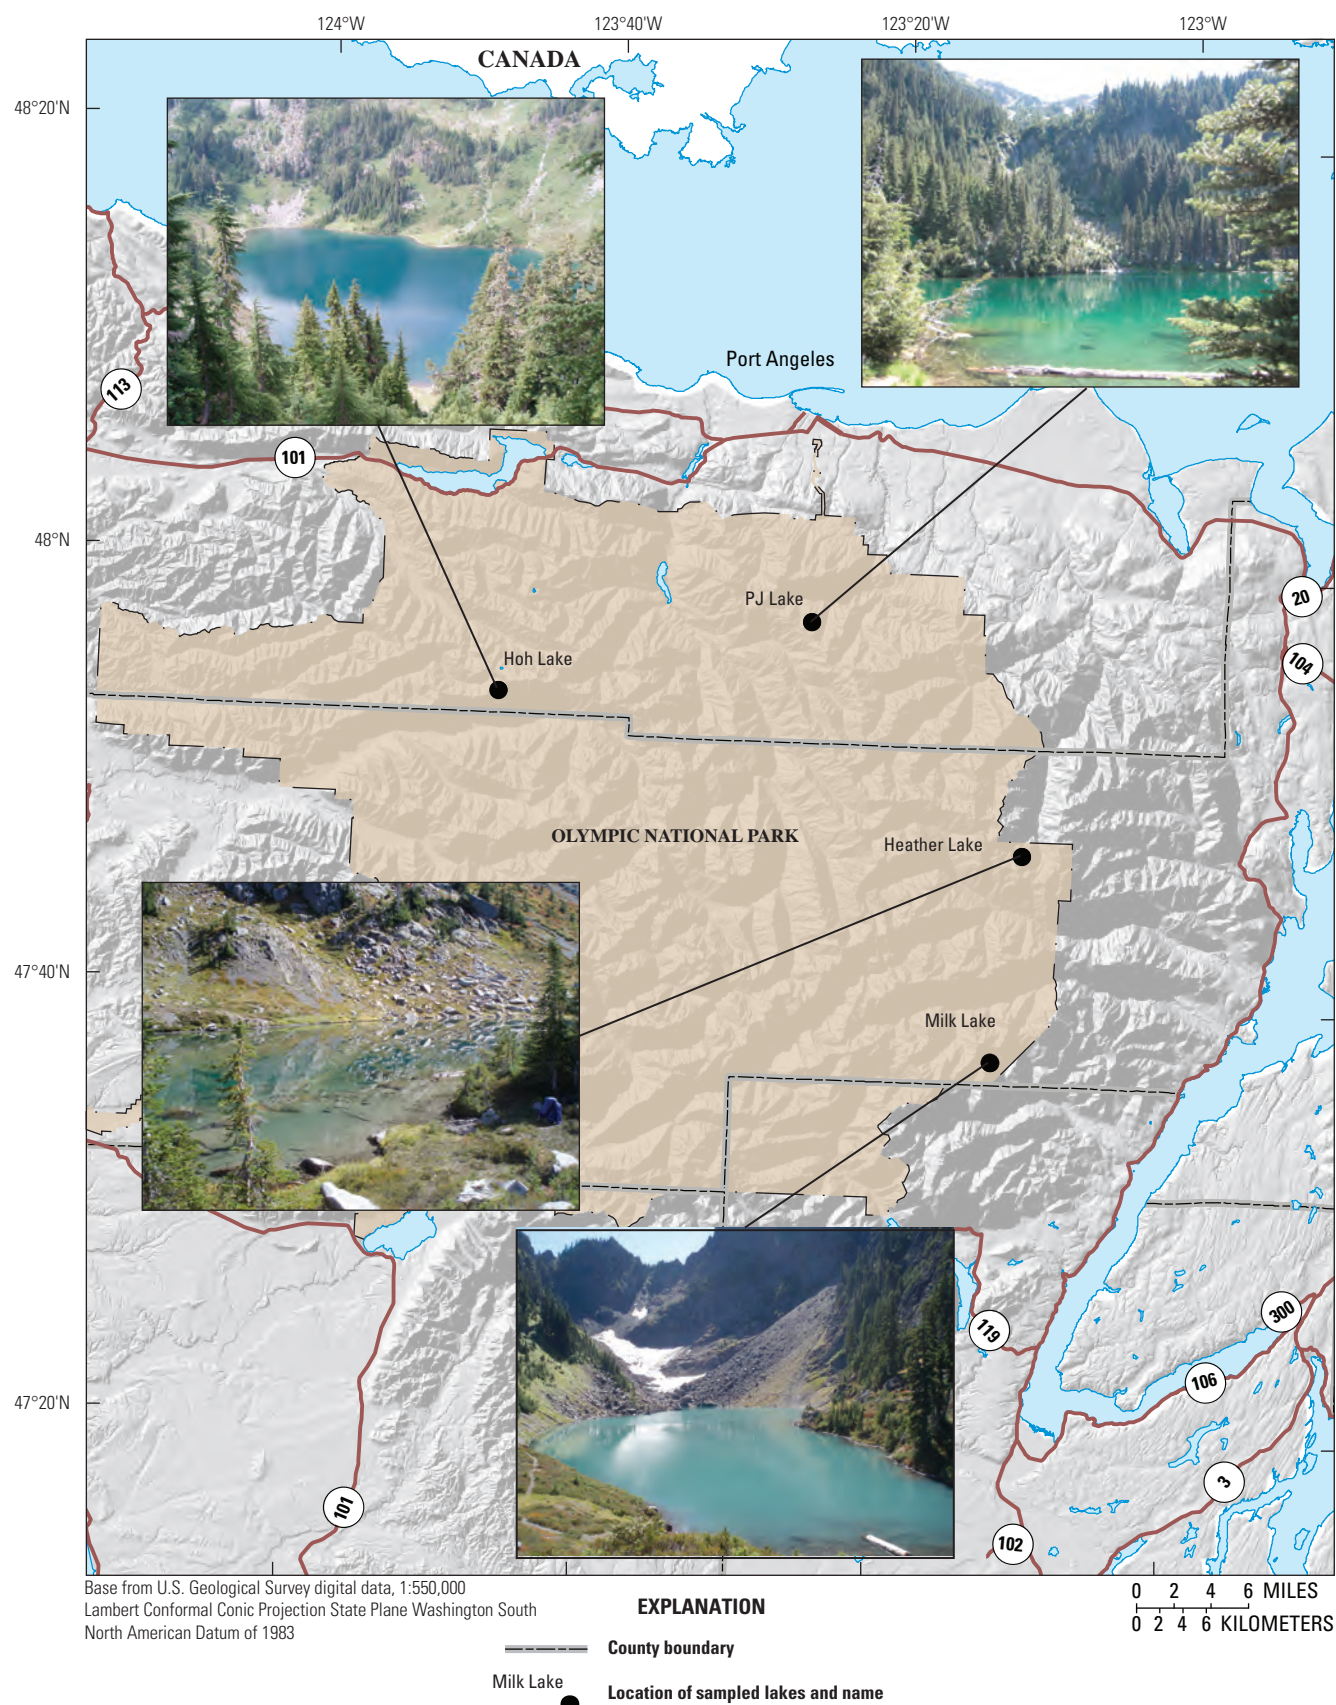 124°W
123°40'W
123°20'W
123°W
CANADA
48°20'N
Port Angeles
113
101
48°N
PJ Lake
20
Hoh Lake
104
OLYMPIC NATIONAL PARK
Heather Lake
47°40'N
Milk Lake
300
119
106
47°20'N
3
101
102
Base from U.S. Geological Survey digital data, 1:550,000
Lambert Conformal Conic Projection State Plane Washington South
North American Datum of 1983
0 2 4 6 MILES
0 2 4 6 KILOMETERS
EXPLANATION
County boundary
Milk Lake
Location of sampled lakes and name